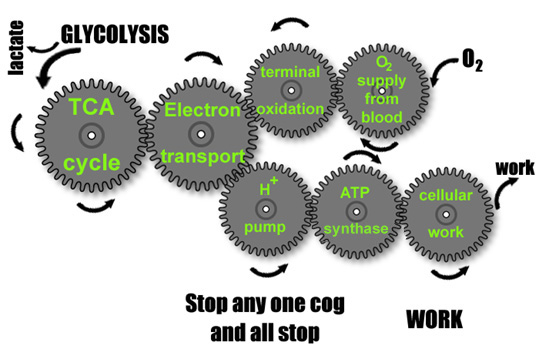 lactate
GLYCOLYSIS
TCA
cycle
Electron
transport
terminal
oxidation
O₂
supply
from
blood
O₂
H⁺
pump
ATP
synthase
cellular
work
work
Stop any one cog
and all stop
WORK